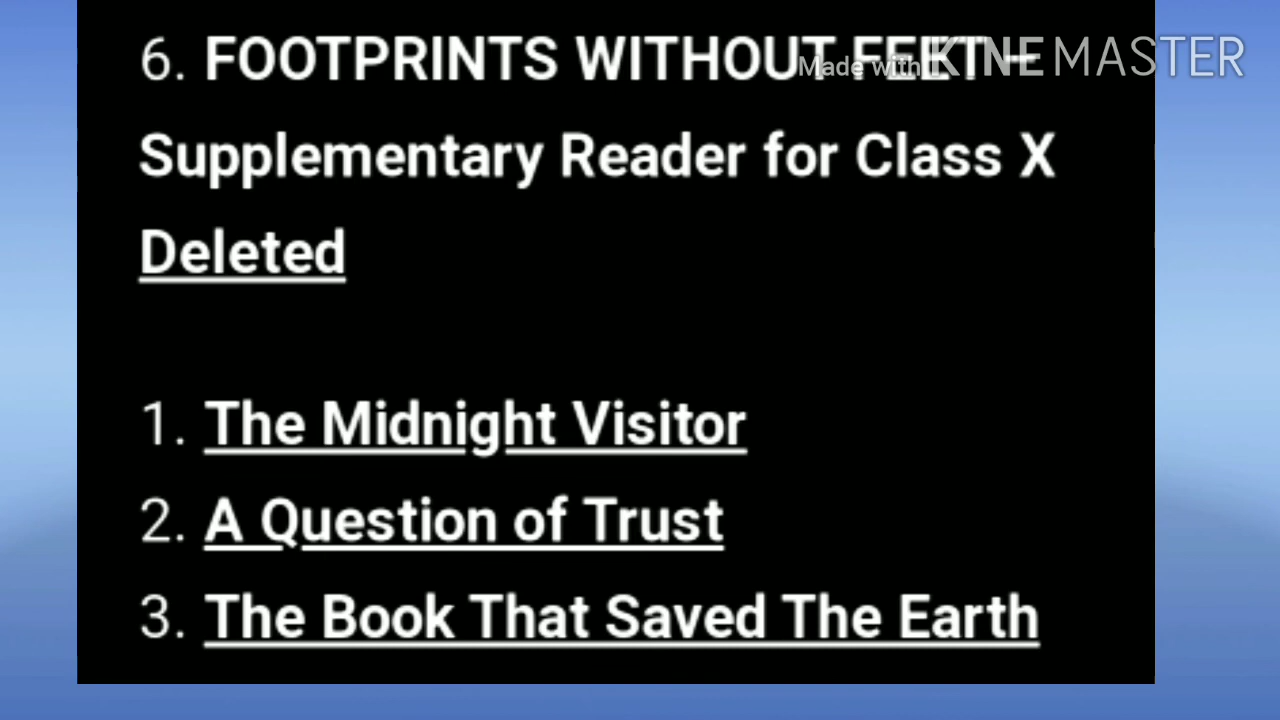 6. FOOTPRINTS WITHOUT FEET –
Made with KINEMASTER
Supplementary Reader for Class X
Deleted
1. The Midnight Visitor
2. A Question of Trust
3. The Book That Saved The Earth